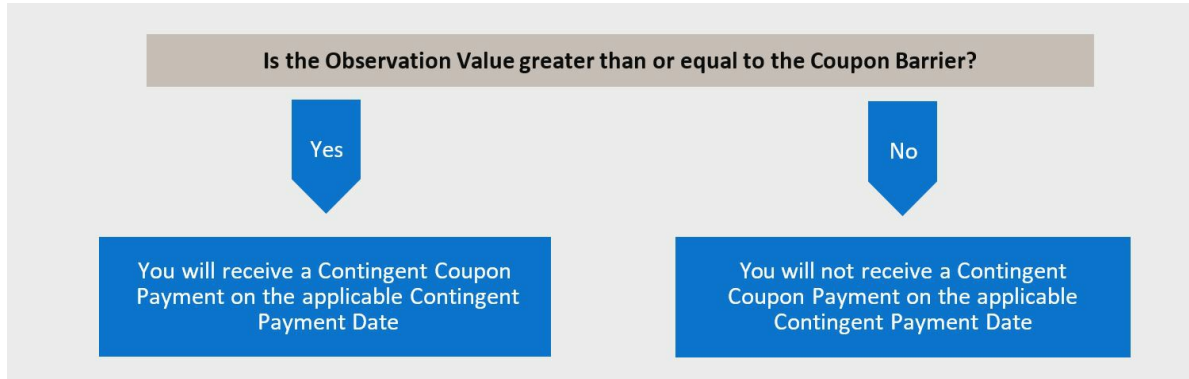 Is the Observation Value greater than or equal to the Coupon Barrier?
Yes
No
You will receive a Contingent Coupon
Payment on the applicable Contingent
Payment Date
You will not receive a Contingent
Coupon Payment on the applicable
Contingent Payment Date